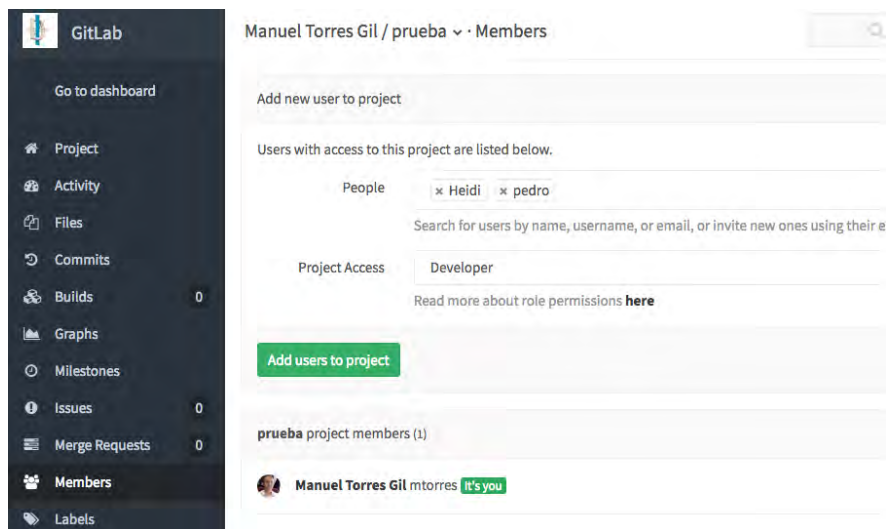 GitLab
Manuel Torres Gil / prueba · Members
Go to dashboard
Add new user to project
Users with access to this project are listed below.
Project
Activity
Files
Commits
Builds 0
Graphs
Milestones
Issues 0
Merge Requests 0
Members
Labels
People
× Heidi × pedro
Search for users by name, username, or email, or invite new ones using their e
Project Access
Developer
Read more about role permissions here
Add users to project
prueba project members (1)
Manuel Torres Gil mtorres It's you